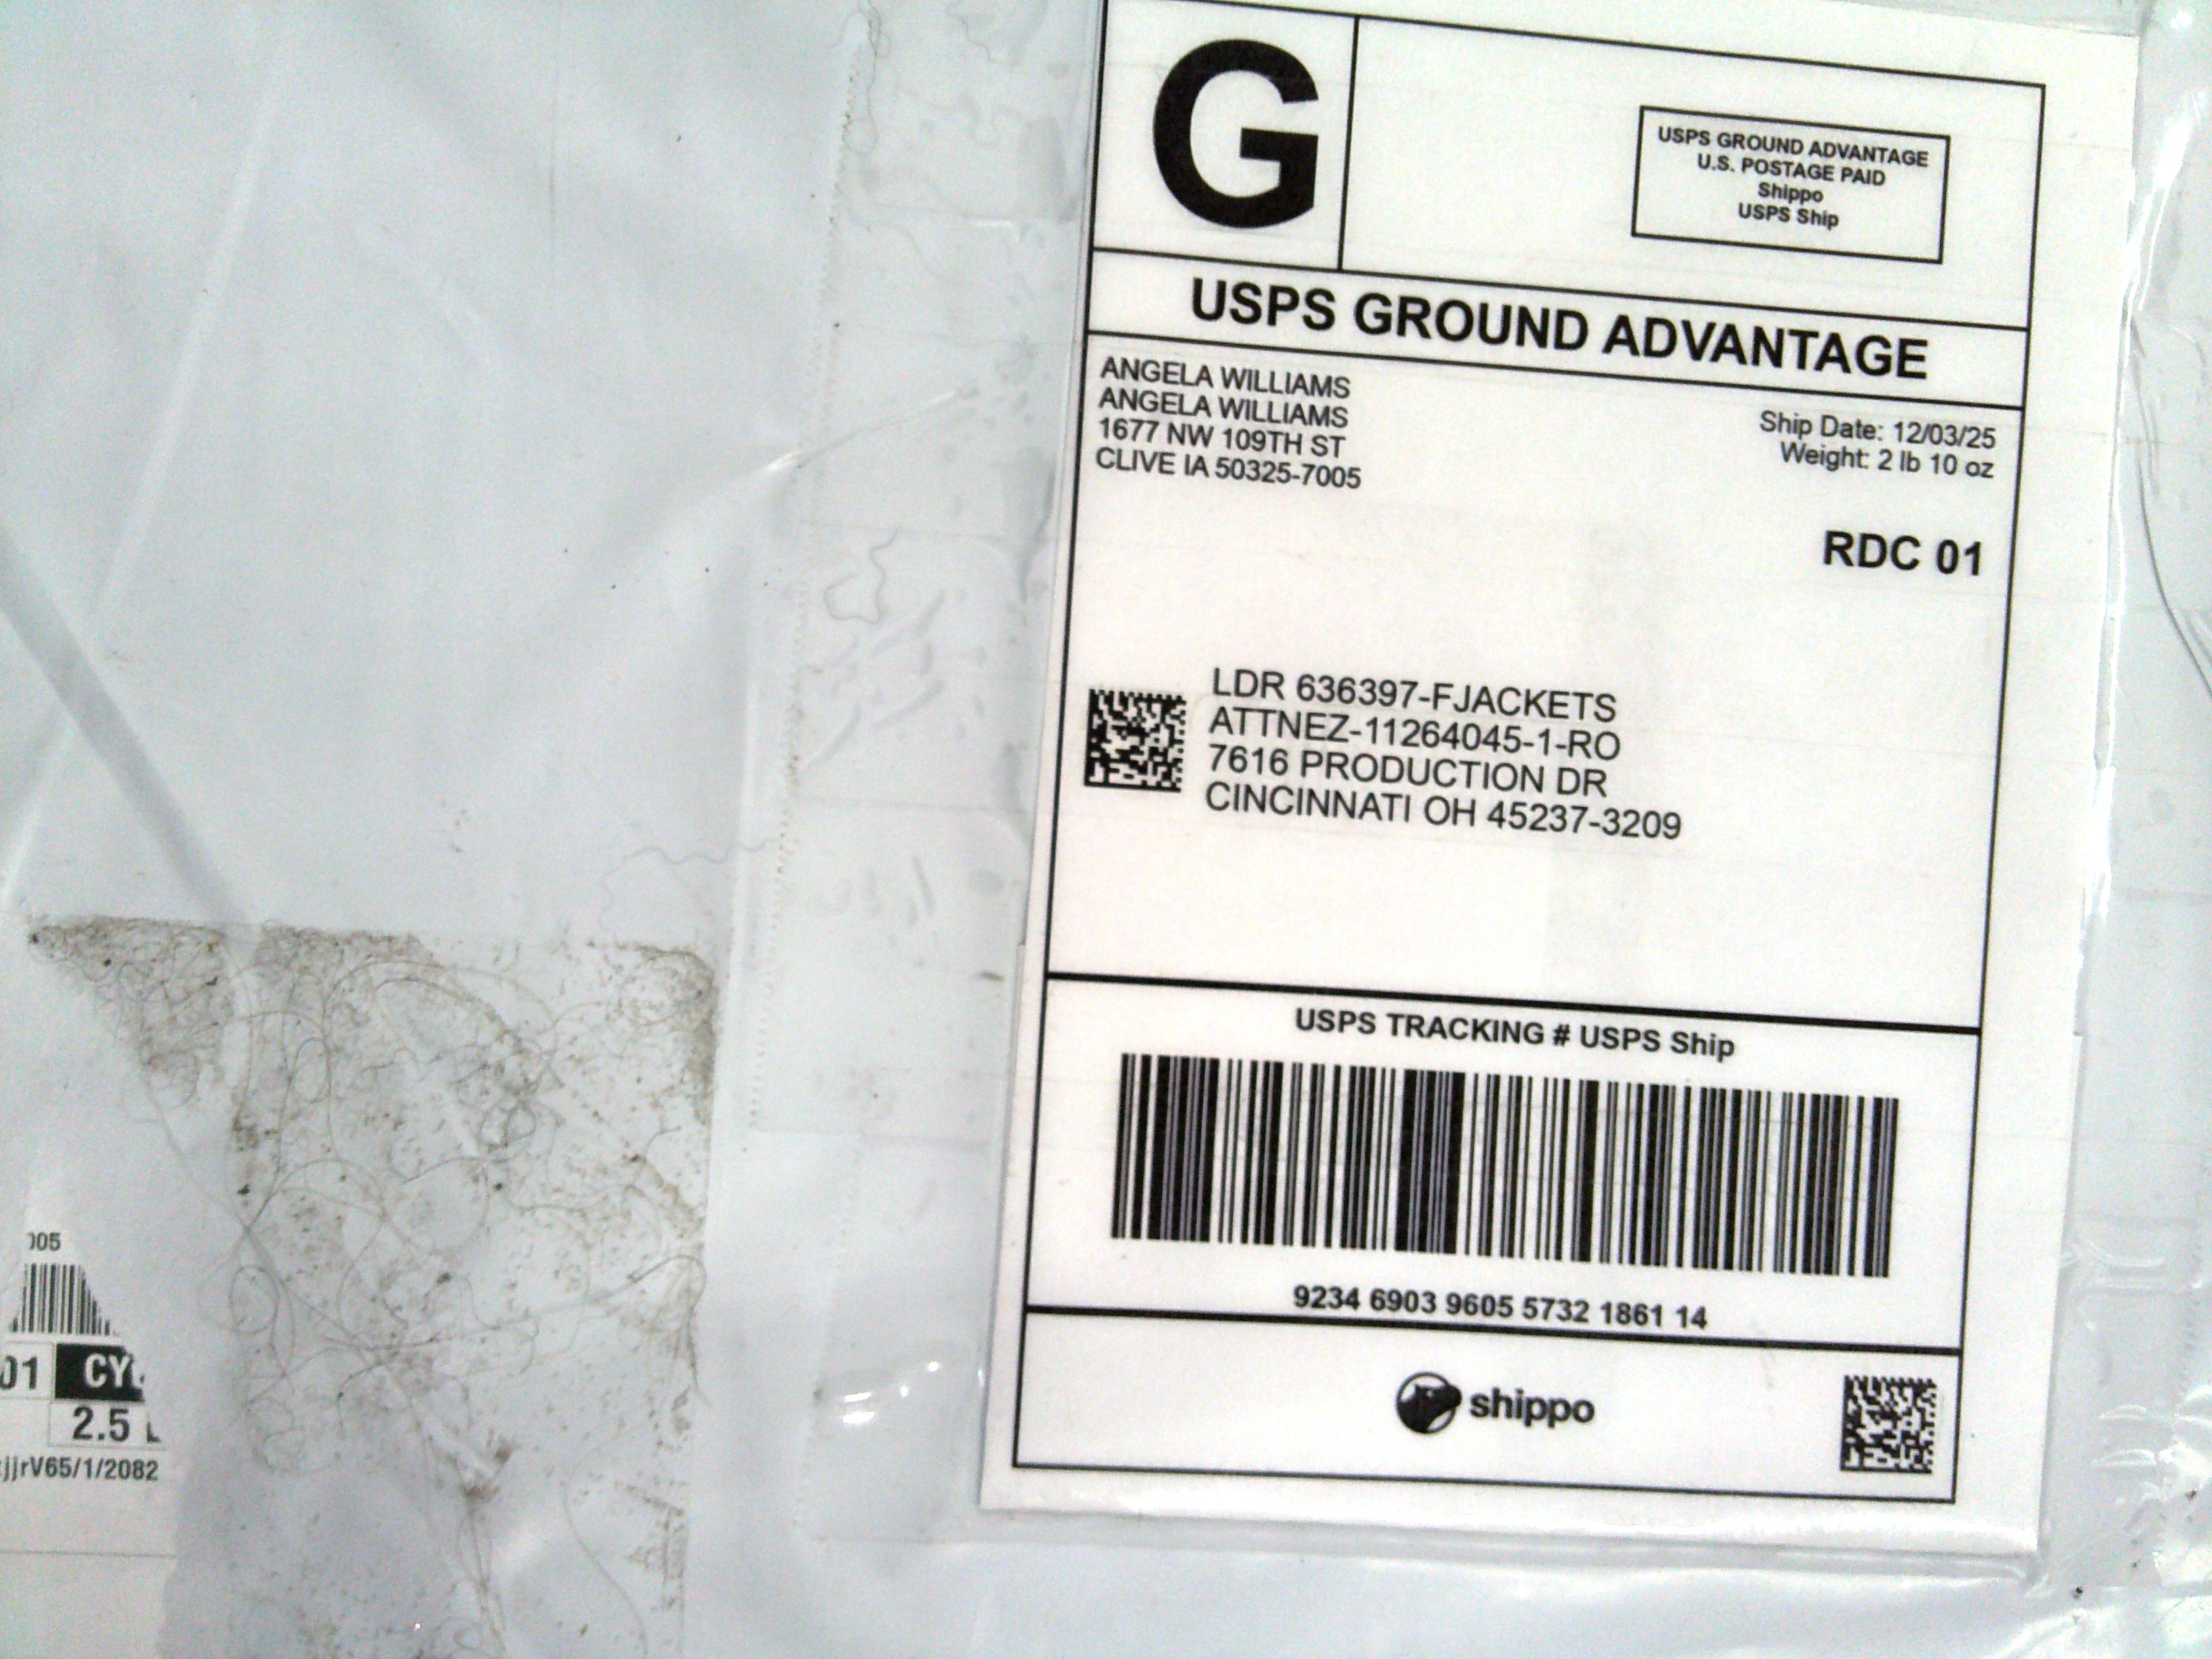 G
USPS GROUND ADVANTAGE
U.S. POSTAGE PAID
Shippo
USPS Ship
USPS GROUND ADVANTAGE
ANGELA WILLIAMS
ANGELA WILLIAMS
1677 NW 109TH ST
CLIVE IA 50325-7005
Ship Date: 12/03/25
Weight: 2 lb 10 oz
RDC 01
LDR 636397-FJACKETS
ATTNEZ-11264045-1-RO
7616 PRODUCTION DR
CINCINNATI OH 45237-3209
USPS TRACKING # USPS Ship
9234 6903 9605 5732 1861 14
shippo
005
01
2.5
jjrV65/1/2082